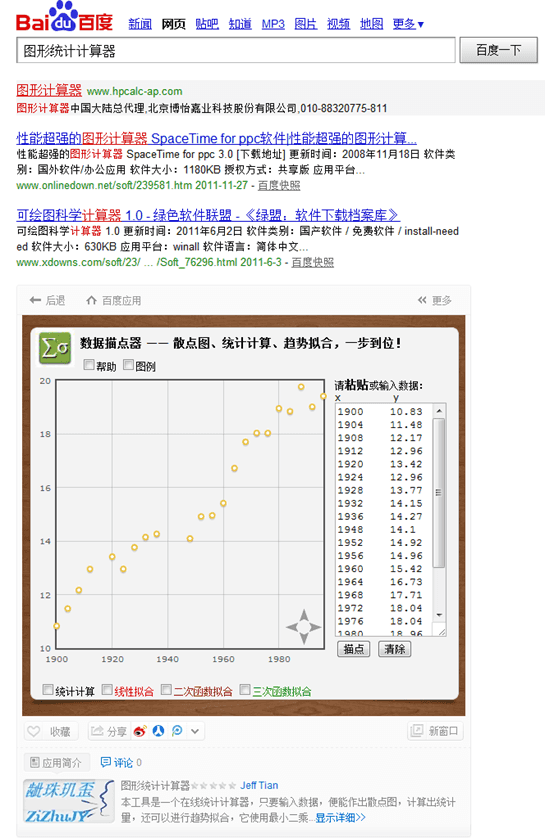 Bai du 百度 新闻 网页 贴吧 知道 MP3 图片 视频 地图 更多▼
图形统计计算器 百度一下
图形计算器 www.hpcalc-ap.com
图形计算器中国大陆总代理,北京博怡嘉业科技股份有限公司,010-88320775-811
性能超强的图形计算器 SpaceTime for ppc软件|性能超强的图形计算...
性能超强的图形计算器 SpaceTime for ppc 3.0 [下载地址] 更新时间：2008年11月18日 软件类
别：国外软件/办公应用 软件大小：1180KB 授权方式：共享版 应用平台...
www.onlinedown.net/soft/239581.htm 2011-11-27 - 百度快照
可绘图科学计算器 1.0 - 绿色软件联盟 - 《绿盟：软件下载档案库》
可绘图科学计算器 1.0 更新时间：2011年6月2日 软件类别：国产软件 / 免费软件 / install-need
ed 软件大小：630KB 应用平台：winall 软件语言：简体中文...
www.xdowns.com/soft/23/ ... /Soft_76296.html 2011-6-3 - 百度快照
后退 百度应用 更多
Σσ 数据描点器 —— 散点图、统计计算、趋势拟合，一步到位！
帮助 图例
请粘贴或输入数据：
x y
1900 10.83
1904 11.48
1908 12.17
1912 12.96
1920 13.42
1924 12.96
1928 13.77
1932 14.15
1936 14.27
1948 14.1
1952 14.92
1956 14.96
1960 15.42
1964 16.73
1968 17.71
1972 18.04
1976 18.04
1980 18.96
20
18
16
14
12
10
1900 1920 1940 1960 1980
描点 清除
统计计算 线性拟合 二次函数拟合 三次函数拟合
收藏 分享 新窗口
应用简介 评论 0
献珠玑歪
ZiZhuJY
图形统计计算器 Jeff Tian
本工具是一个在线统计计算器，只要输入数据，便能作出散点图，计算出统计
量，还可以进行趋势拟合，它使用最小二乘...显示详细>>